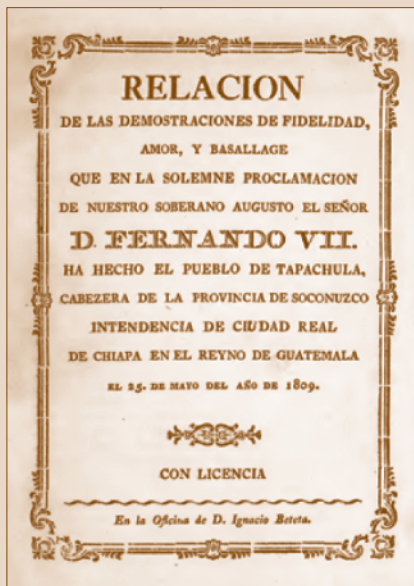 RELACION
DE LAS DEMOSTRACIONES DE FIDELIDAD,
AMOR, Y BASALLAGE
QUE EN LA SOLEMNE PROCLAMACION
DE NUESTRO SOBERANO AUGUSTO EL SEÑOR
D. FERNANDO VII.
HA HECHO EL PUEBLO DE TAPACHULA,
CABEZERA DE LA PROVINCIA DE SOCONUZCO
INTENDENCIA DE CIUDAD REAL
DE CHIAPA EN EL REYNO DE GUATEMALA
EL 25. DE MAYO DEL AÑO DE 1809.
CON LICENCIA
En la Oficina de D. Ignacio Beteta.